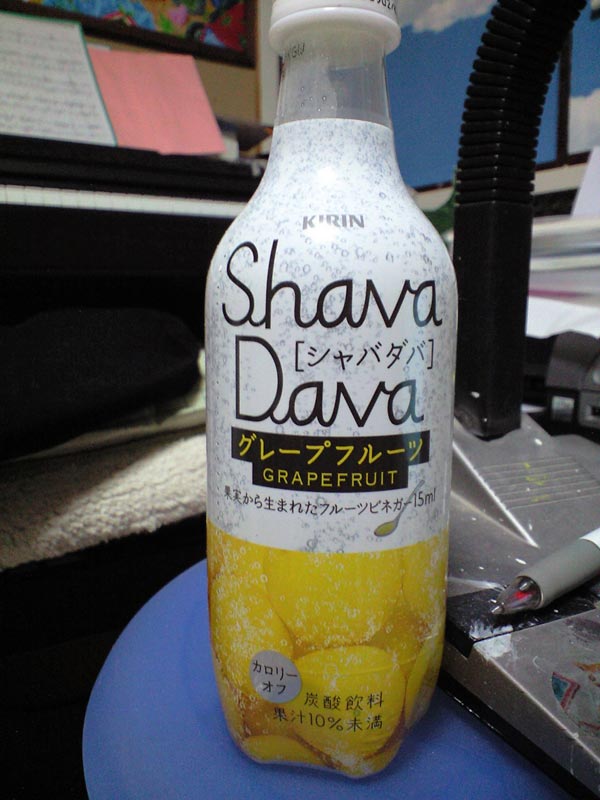 KIRIN
Shava
[シャバダバ]
Dava
グレープフルーツ
GRAPEFRUIT
果実から生まれたフルーツビネガー15ml
カロリー
オフ
炭酸飲料
果汁10%未満